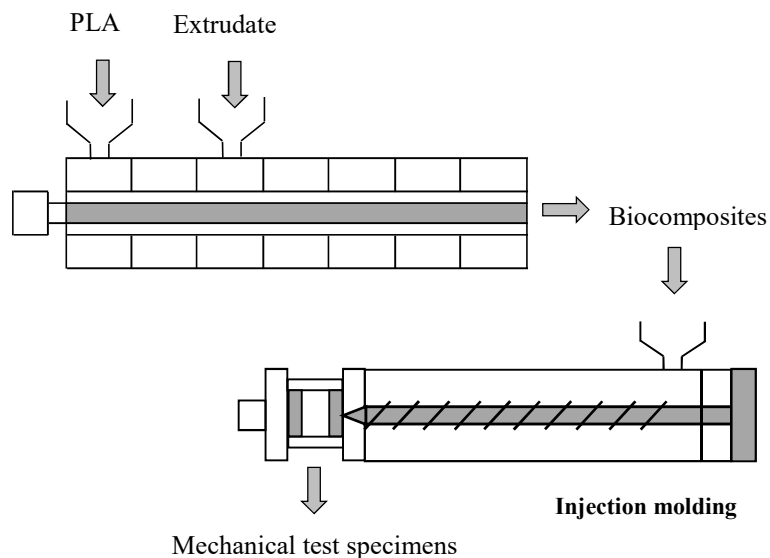 PLA
Extrudate
Biocomposites
Injection molding
Mechanical test specimens